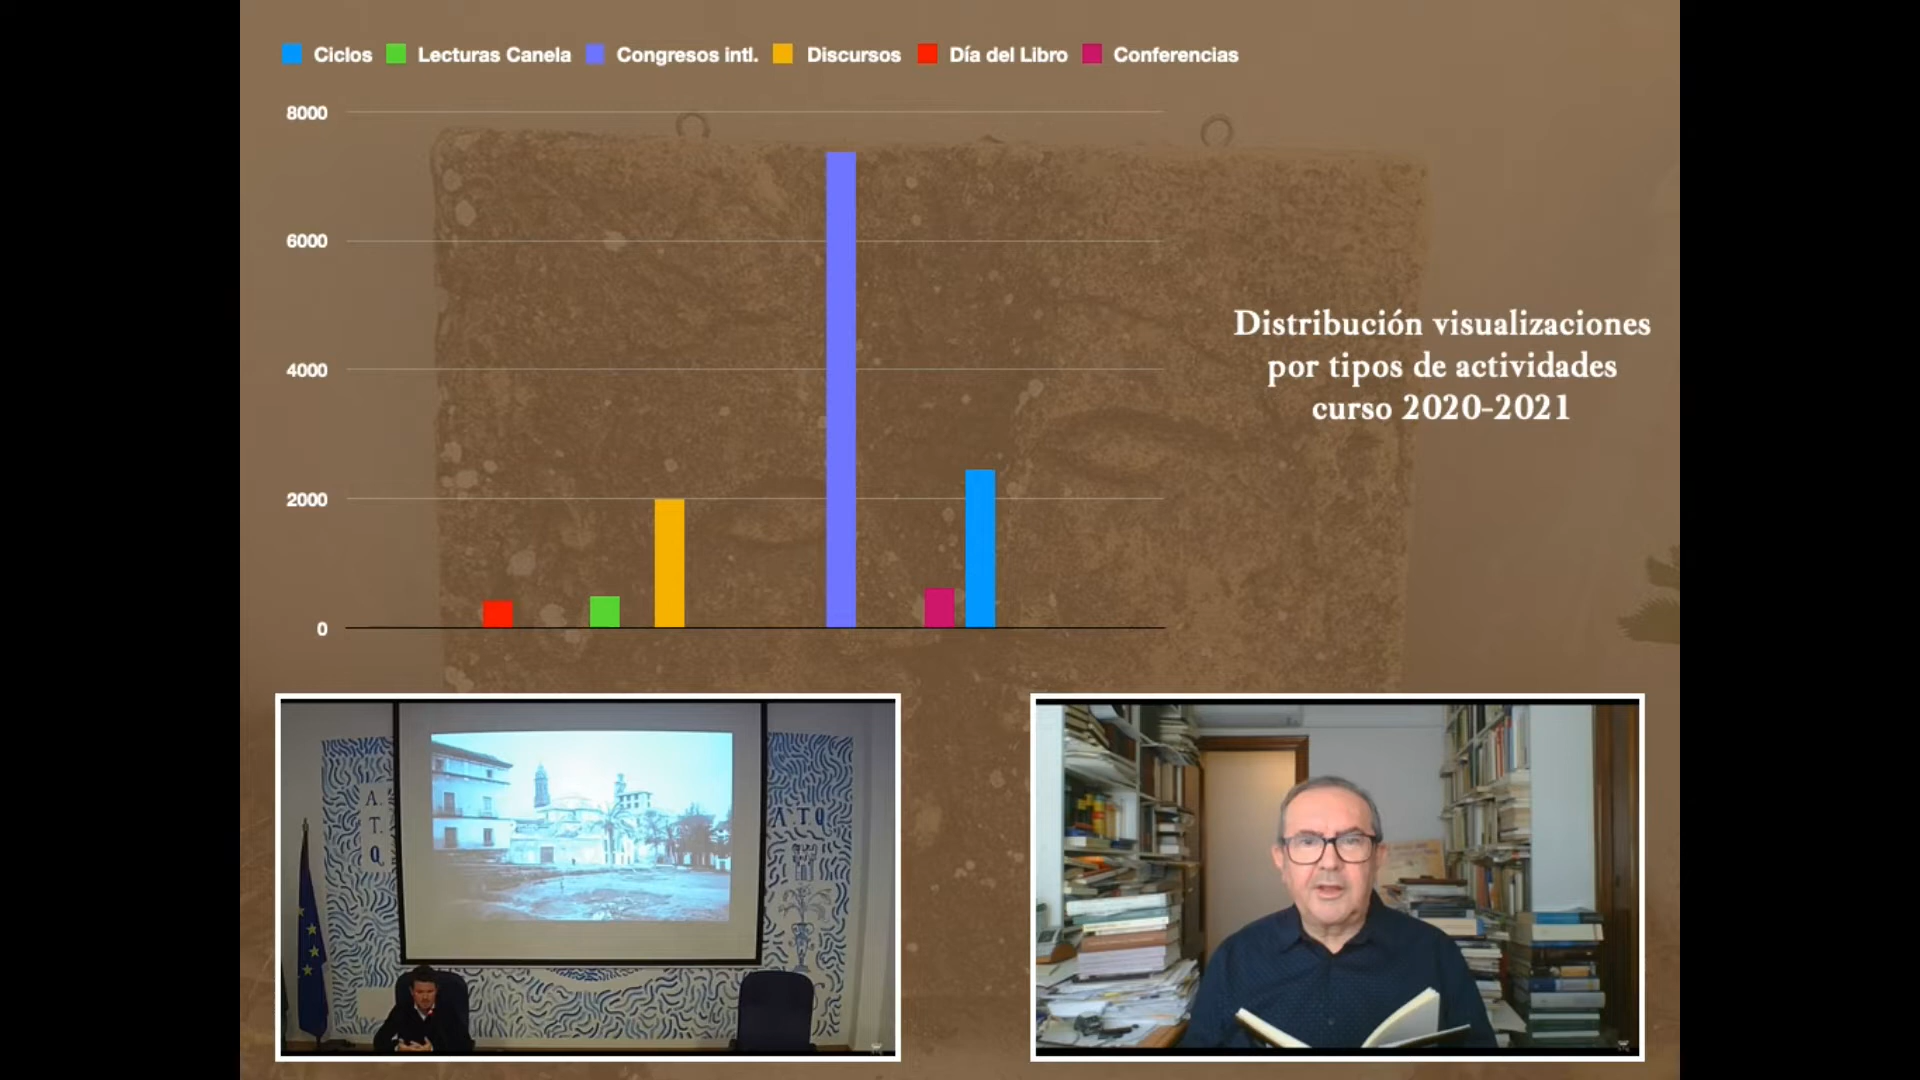 Ciclos Lecturas Canela Congresos intl. Discursos Día del Libro Conferencias
8000
6000
4000
2000
0
Distribución visualizaciones
por tipos de actividades
curso 2020-2021
A.
T.
Q
A T Q